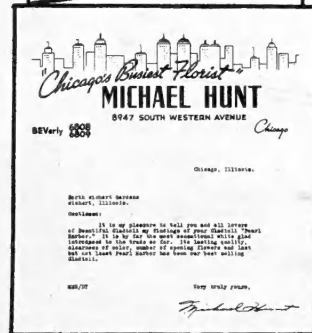 "Chicago's Busiest Florist"
MICHAEL HUNT
8947 SOUTH WESTERN AVENUE
BEVerly 6808
6809
Chicago
Chicago, Illinois.
North Wichert Gardens
Wichert, Illinois.
Gentlemen:
It is my pleasure to tell you and all lovers
of Beautiful Gladioli my findings of your Gladioli "Pearl
Harbor." It is by far the most sensational white glad
introduced to the trade so far. Its lasting quality,
clearness of color, number of opening flowers and last
but not least Pearl Harbor has been our best selling
Gladioli.
Very truly yours,
Michael Hunt